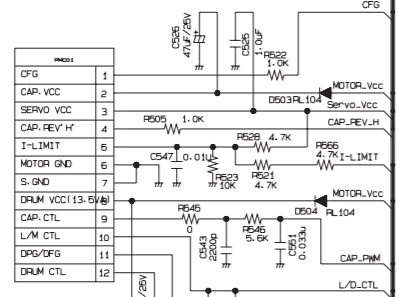 CFG
C526
47uF/25V
C525
1.0uF
R522
1.0K
PMC01
CFG 1
CAP.VCC 2
MOTOR_Vcc
D503 RL104
SERVO VCC 3
Servo_Vcc
CAP.REV'H' 4
R505 1.0K
CAP_REV_H
I-LIMIT 5
R528 4.7K
R566
4.7K
I-LIMIT
MOTOR GND 6
C547 0.01U
R523
10K
R521
4.7K
S.GND 7
DRUM VCC(13.5V) 8
MOTOR_Vcc
D504 RL104
CAP.CTL 9
R545
0
R546
5.6K
C543
2200p
C551
0.033u
L/M CTL 10
DPG/DFG 11
CAP_PWM
DRUM CTL 12
/25V
L/D_CTL